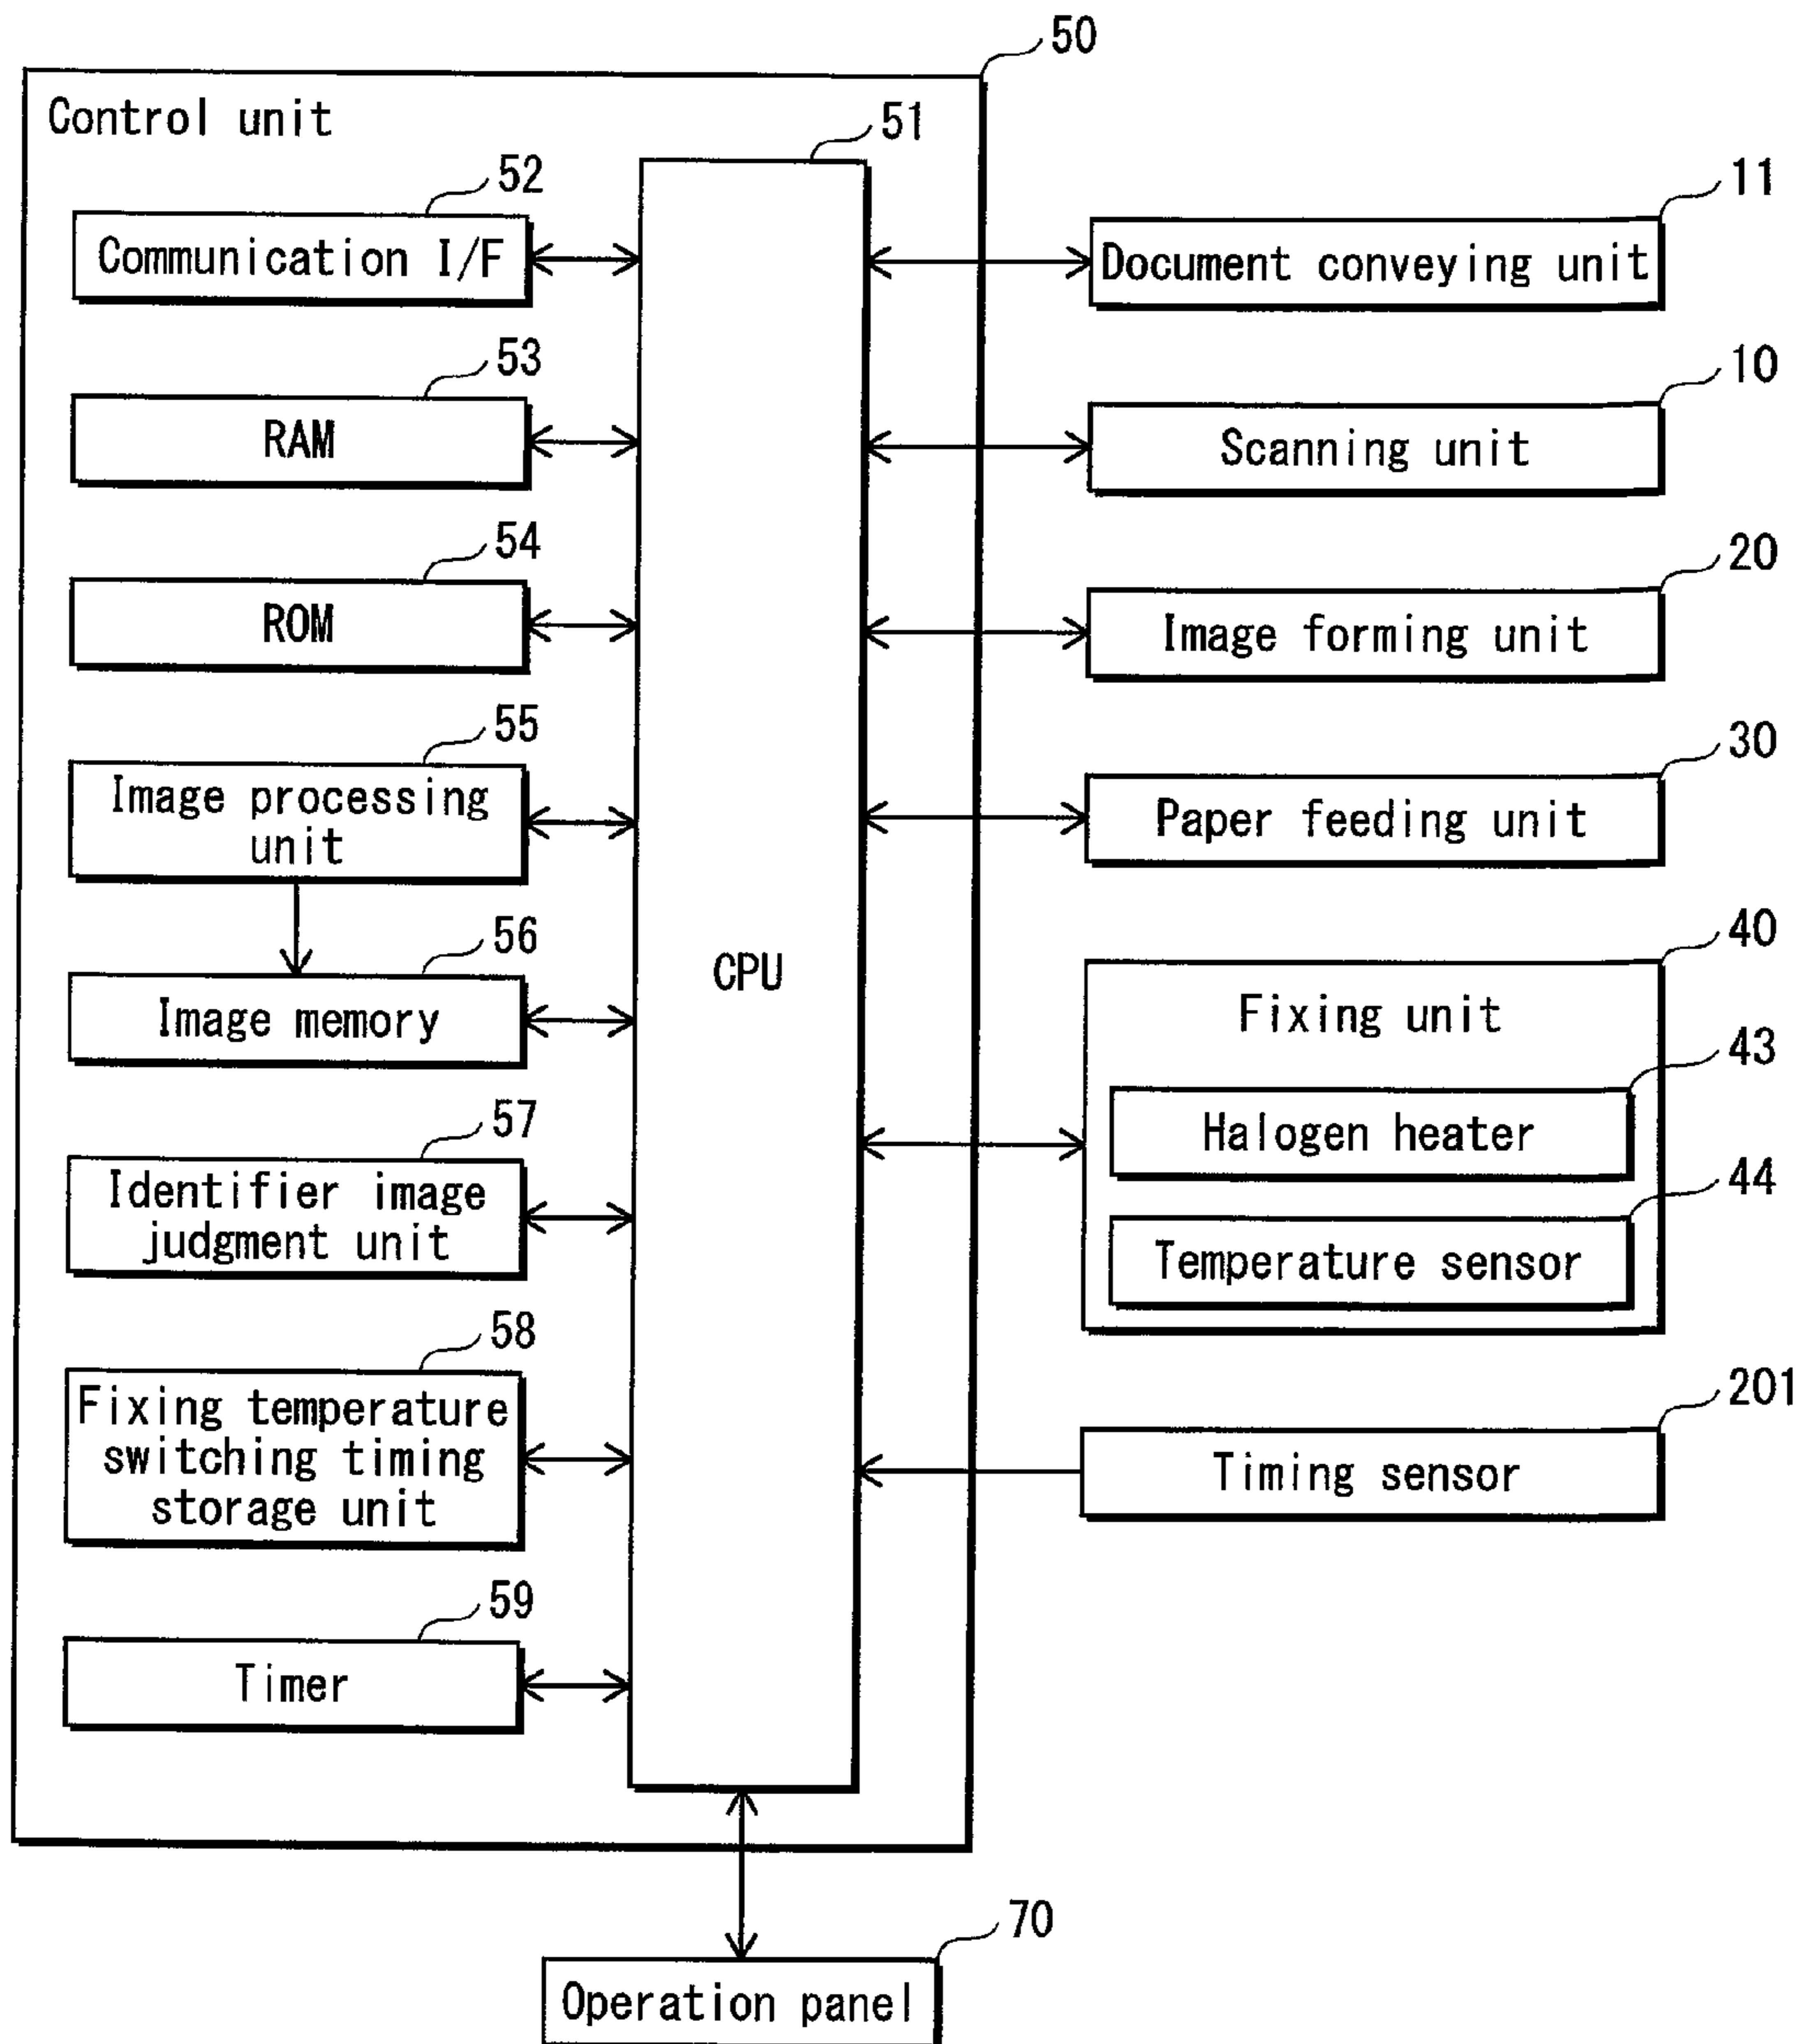 50
Control unit
51
52
Communication I/F
53
RAM
54
ROM
55
Image processing
unit
56
Image memory
57
Identifier image
judgment unit
58
Fixing temperature
switching timing
storage unit
59
Timer
CPU
11
Document conveying unit
10
Scanning unit
20
Image forming unit
30
Paper feeding unit
40
Fixing unit
43
Halogen heater
44
Temperature sensor
201
Timing sensor
70
Operation panel